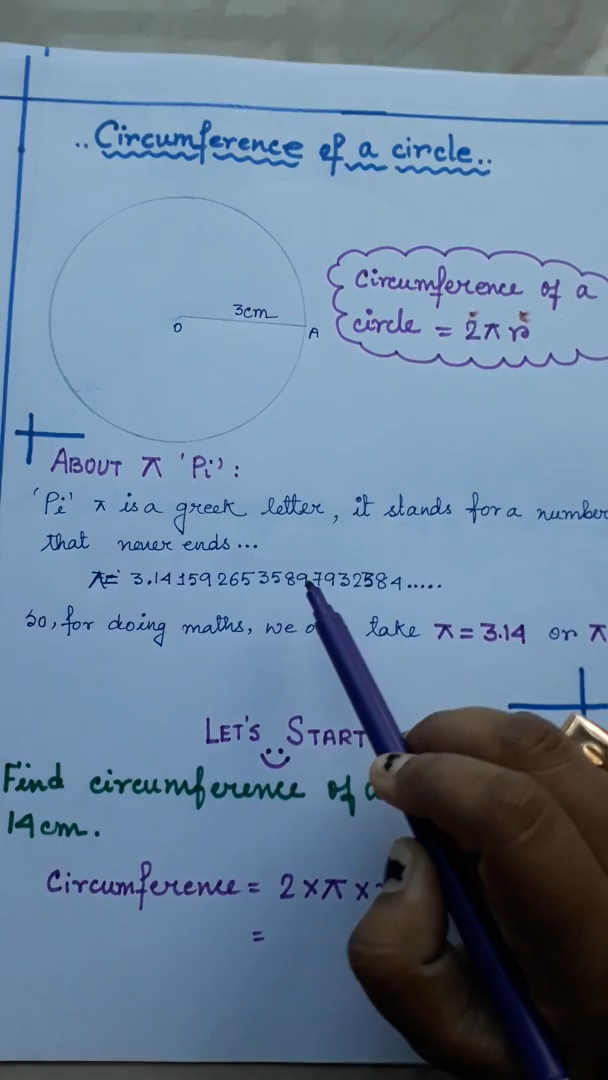 ..Circumference of a circle..
3cm
O
A
Circumference of a
circle = 2πr
ABOUT π 'Pi':
'Pi' π is a greek letter, it stands for a number
that never ends...
π = 3.1415926535897932384.....
So, for doing maths, we take π = 3.14 or π
LET'S START
Find circumference of a
14cm.
Circumference = 2×π×
=